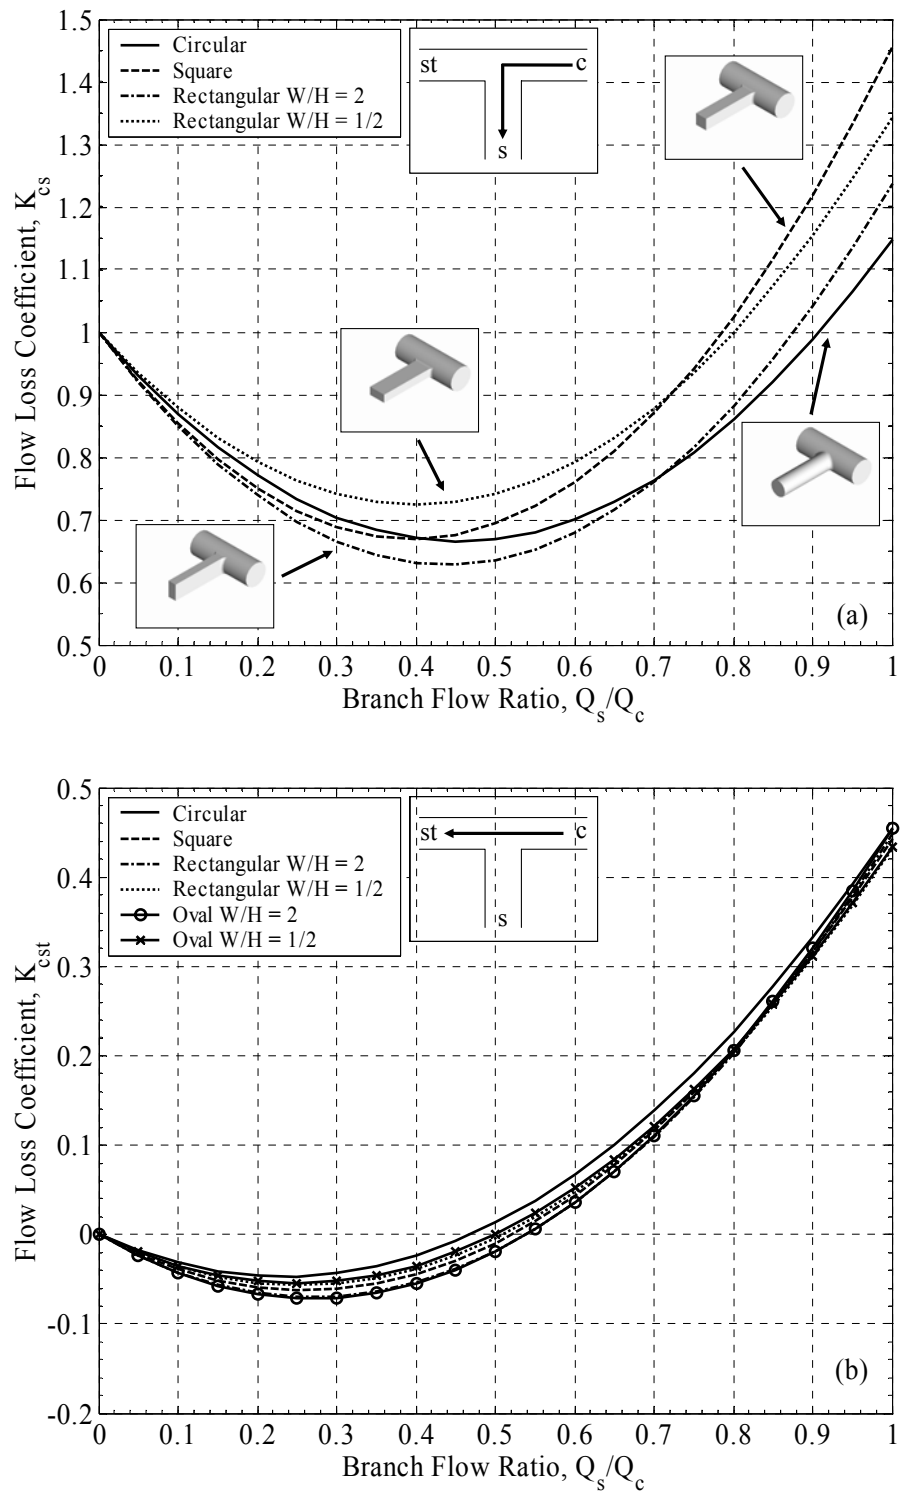 1.5
1.4
1.3
1.2
1.1
1
0.9
0.8
0.7
0.6
0.5
Flow Loss Coefficient, K_cs
Circular
Square
Rectangular W/H = 2
Rectangular W/H = 1/2
st
c
s
(a)
0 0.1 0.2 0.3 0.4 0.5 0.6 0.7 0.8 0.9 1
Branch Flow Ratio, Q_s/Q_c
0.5
0.4
0.3
0.2
0.1
0
-0.1
-0.2
Flow Loss Coefficient, K_cst
Circular
Square
Rectangular W/H = 2
Rectangular W/H = 1/2
Oval W/H = 2
Oval W/H = 1/2
st
c
s
(b)
0 0.1 0.2 0.3 0.4 0.5 0.6 0.7 0.8 0.9 1
Branch Flow Ratio, Q_s/Q_c